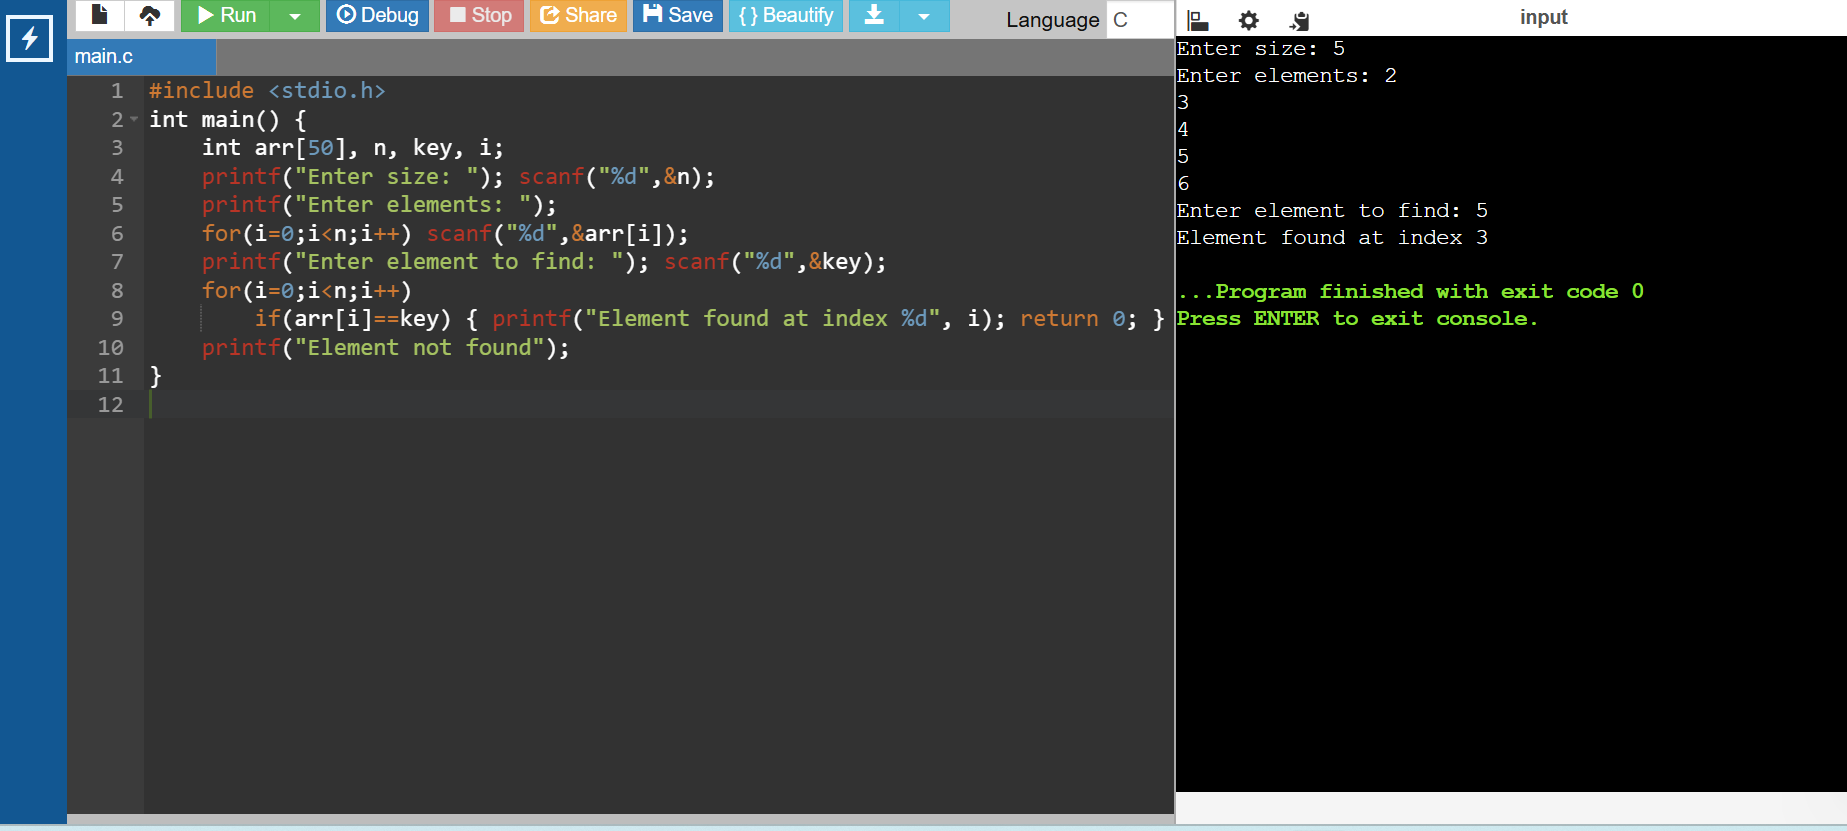 Run Debug Stop Share Save { } Beautify Language C
main.c
1 #include <stdio.h>
2 int main() {
3     int arr[50], n, key, i;
4     printf("Enter size: "); scanf("%d",&n);
5     printf("Enter elements: ");
6     for(i=0;i<n;i++) scanf("%d",&arr[i]);
7     printf("Enter element to find: "); scanf("%d",&key);
8     for(i=0;i<n;i++)
9         if(arr[i]==key) { printf("Element found at index %d", i); return 0; }
10     printf("Element not found");
11 }
12
input
Enter size: 5
Enter elements: 2
3
4
5
6
Enter element to find: 5
Element found at index 3
...Program finished with exit code 0
Press ENTER to exit console.